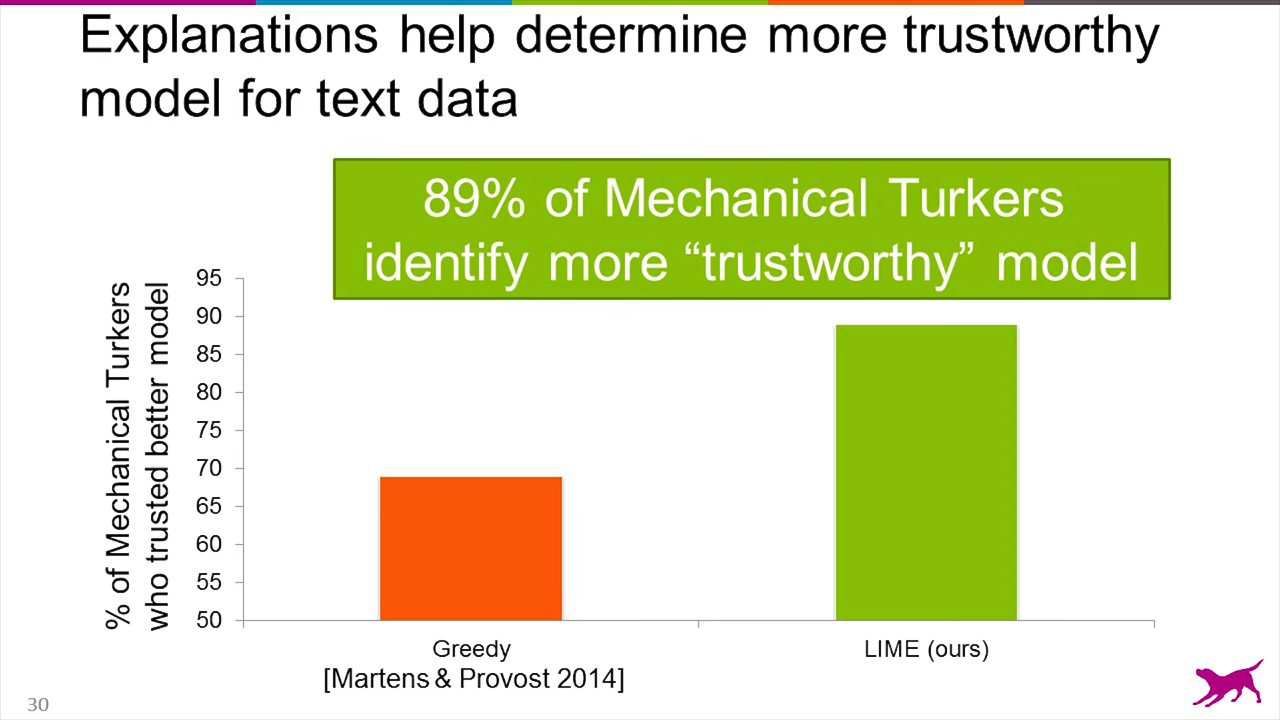 Explanations help determine more trustworthy
model for text data
89% of Mechanical Turkers
identify more “trustworthy” model
% of Mechanical Turkers
who trusted better model
95
90
85
80
75
70
65
60
55
50
Greedy
[Martens & Provost 2014]
LIME (ours)
30